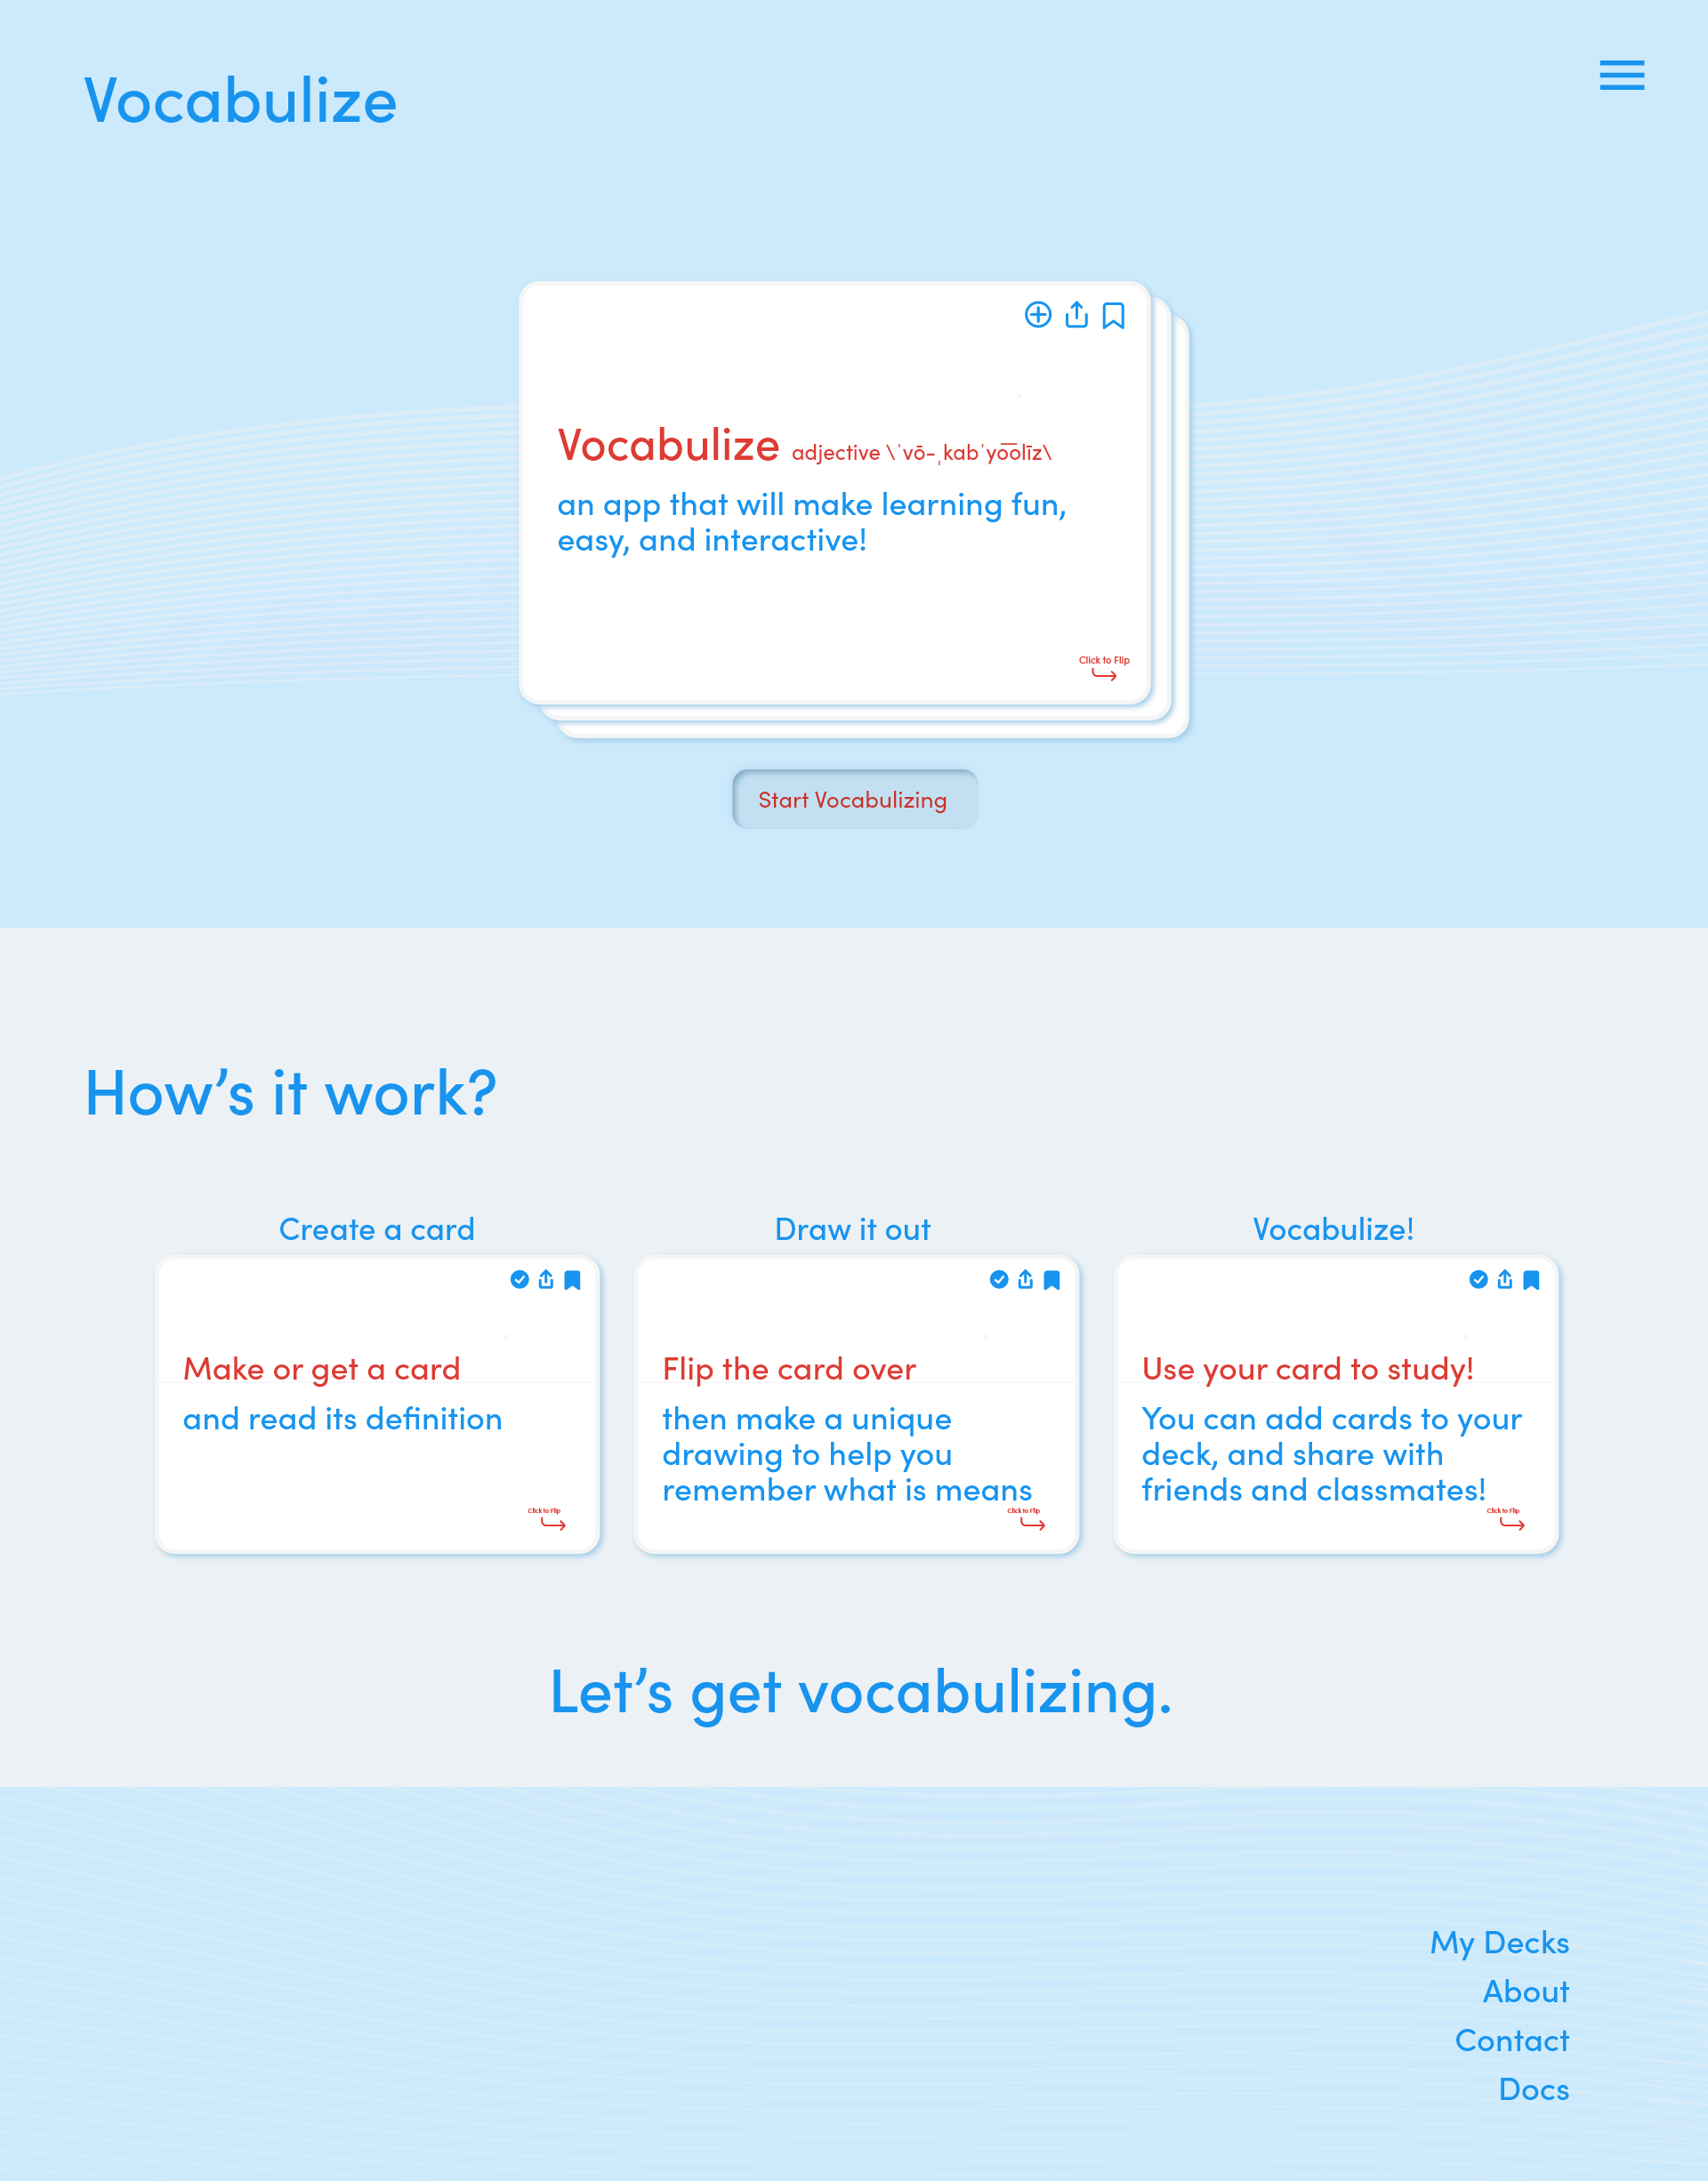 Vocabulize
Vocabulize adjective \ˈvō-ˌkabˈyo͞olīz\
an app that will make learning fun,
easy, and interactive!
Click to Flip
Start Vocabulizing
How’s it work?
Create a card
Make or get a card
and read its definition
Click to Flip
Draw it out
Flip the card over
then make a unique
drawing to help you
remember what is means
Click to Flip
Vocabulize!
Use your card to study!
You can add cards to your
deck, and share with
friends and classmates!
Click to Flip
Let’s get vocabulizing.
My Decks
About
Contact
Docs